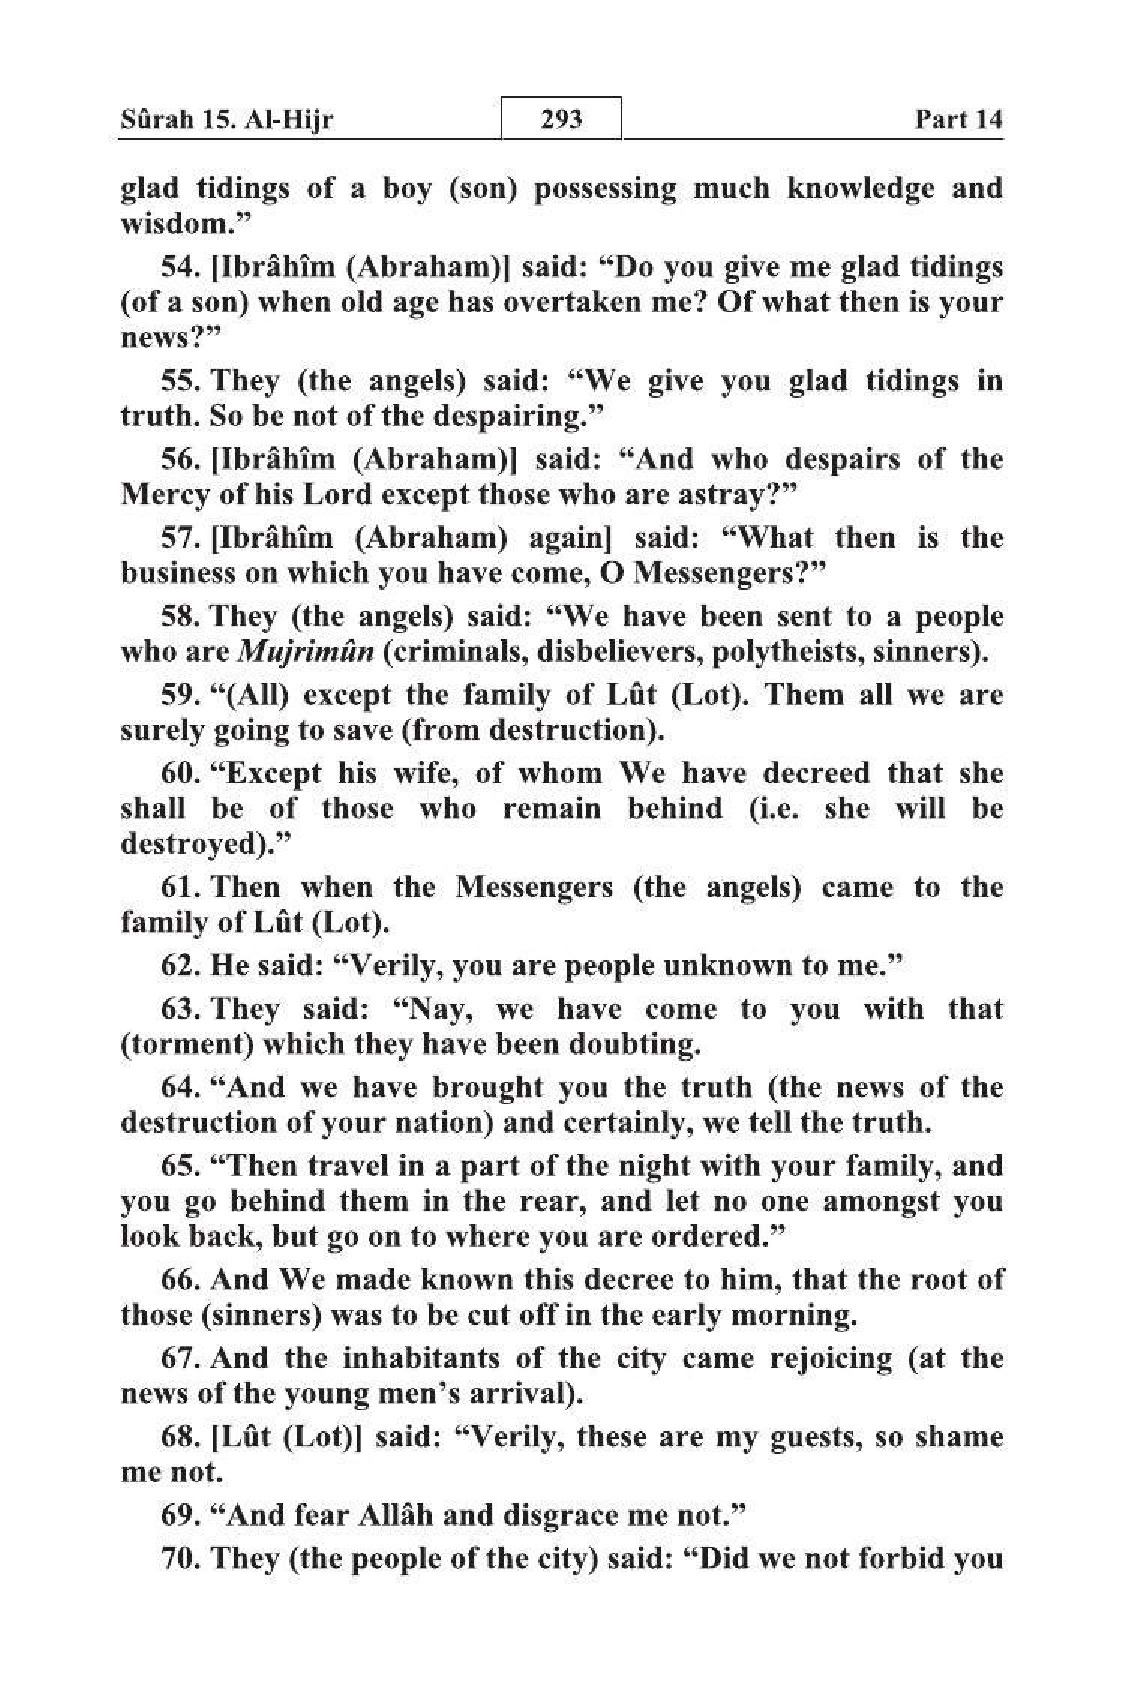 Sûrah 15. Al-Hijr 293 Part 14
glad tidings of a boy (son) possessing much knowledge and
wisdom.”
54. [Ibrâhîm (Abraham)] said: “Do you give me glad tidings
(of a son) when old age has overtaken me? Of what then is your
news?”
55. They (the angels) said: “We give you glad tidings in
truth. So be not of the despairing.”
56. [Ibrâhîm (Abraham)] said: “And who despairs of the
Mercy of his Lord except those who are astray?”
57. [Ibrâhîm (Abraham) again] said: “What then is the
business on which you have come, O Messengers?”
58. They (the angels) said: “We have been sent to a people
who are Mujrimûn (criminals, disbelievers, polytheists, sinners).
59. “(All) except the family of Lût (Lot). Them all we are
surely going to save (from destruction).
60. “Except his wife, of whom We have decreed that she
shall be of those who remain behind (i.e. she will be
destroyed).”
61. Then when the Messengers (the angels) came to the
family of Lût (Lot).
62. He said: “Verily, you are people unknown to me.”
63. They said: “Nay, we have come to you with that
(torment) which they have been doubting.
64. “And we have brought you the truth (the news of the
destruction of your nation) and certainly, we tell the truth.
65. “Then travel in a part of the night with your family, and
you go behind them in the rear, and let no one amongst you
look back, but go on to where you are ordered.”
66. And We made known this decree to him, that the root of
those (sinners) was to be cut off in the early morning.
67. And the inhabitants of the city came rejoicing (at the
news of the young men’s arrival).
68. [Lût (Lot)] said: “Verily, these are my guests, so shame
me not.
69. “And fear Allâh and disgrace me not.”
70. They (the people of the city) said: “Did we not forbid you